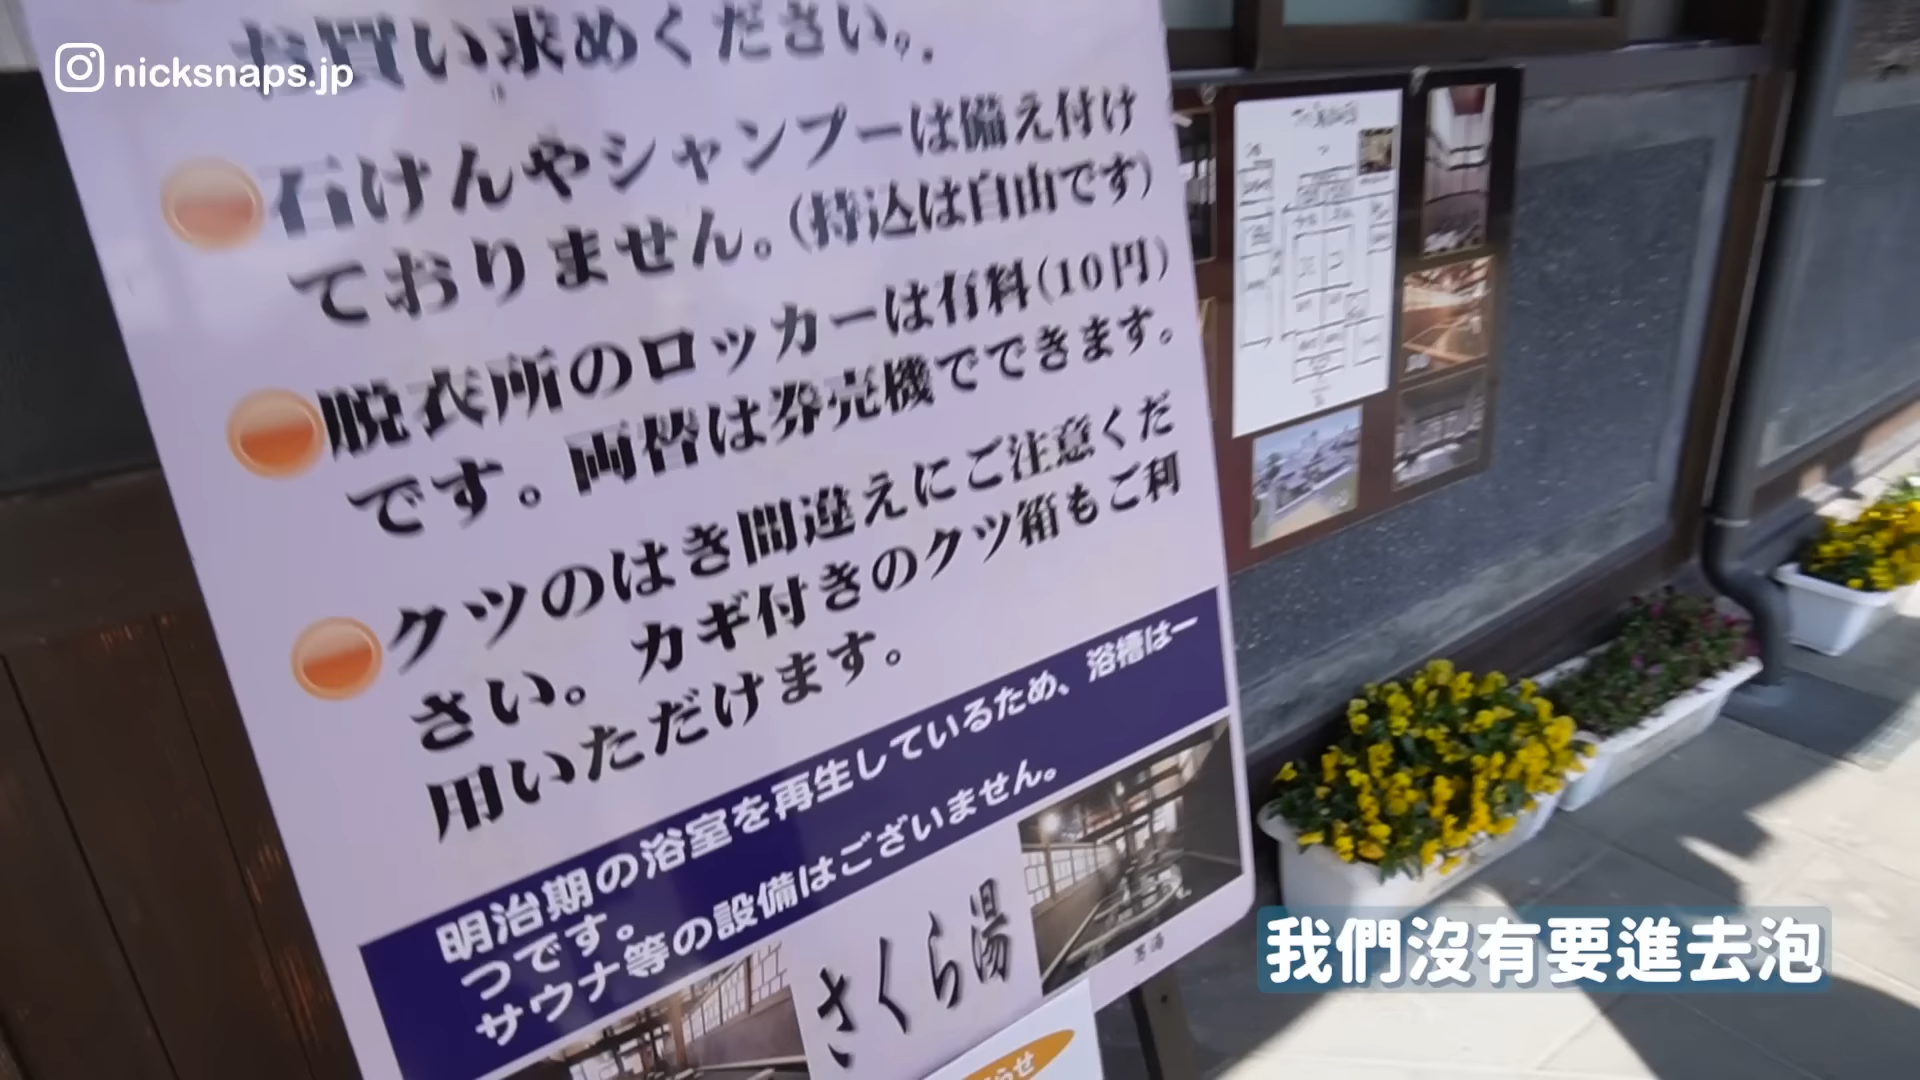 nicksnaps.jp
お買い求めください。
石けんやシャンプーは備え付け
ておりません。(持込は自由です)
脱衣所のロッカーは有料(10円)
です。両替は券売機でできます。
クツのはき間違えにご注意くだ
さい。カギ付きのクツ箱もご利
用いただけます。
明治期の浴室を再生しているため、浴槽は一
つです。
サウナ等の設備はございません。
さくら湯
らせ
我們沒有要進去泡